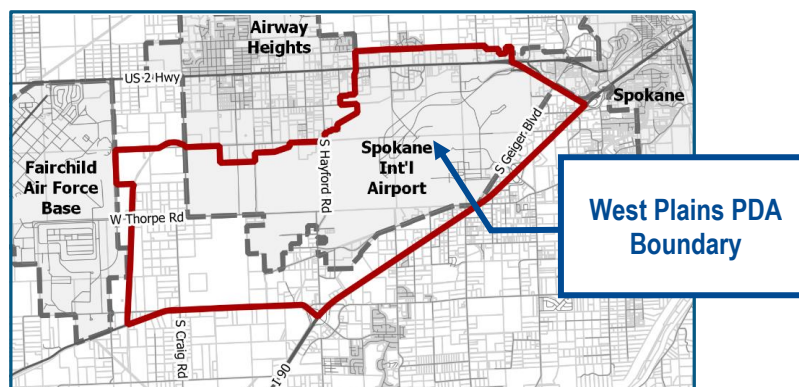 Airway
Heights
US 2 Hwy
Spokane
S Geiger Blvd
S Hayford Rd
Spokane
Int'l
Airport
Fairchild
Air Force
Base
W Thorpe Rd
West Plains PDA
Boundary
S Craig Rd
I 90